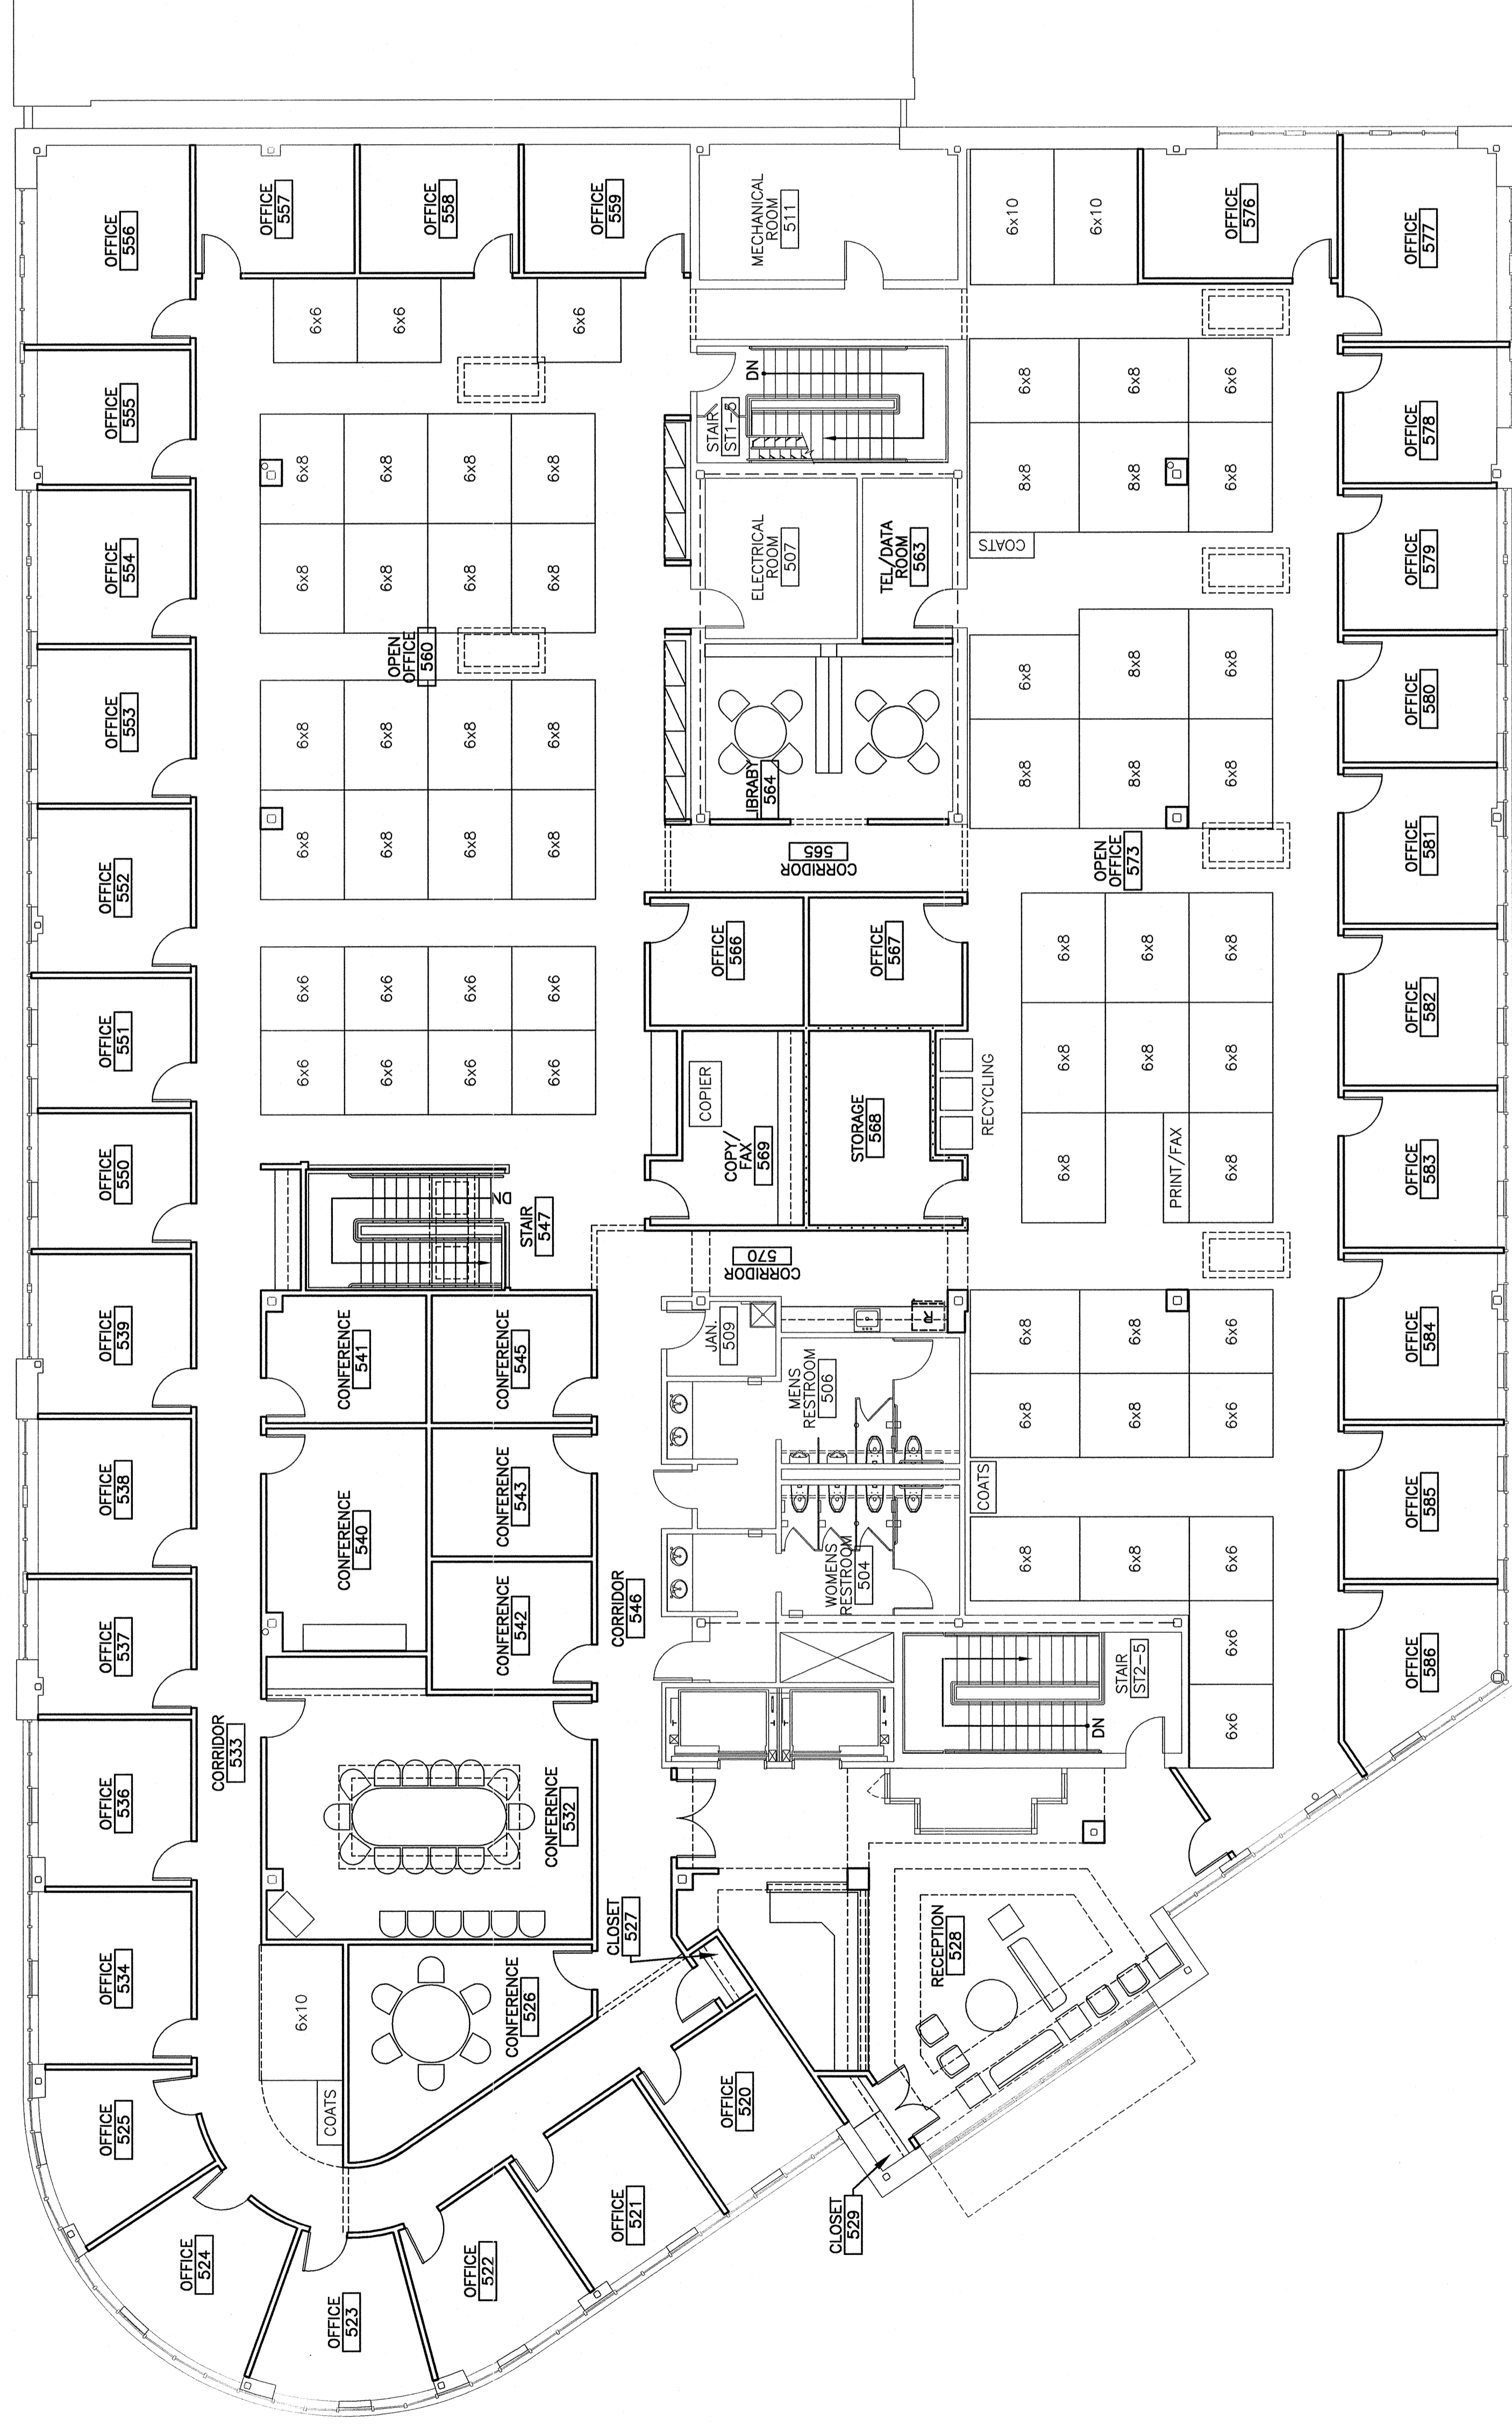 OFFICE
556
OFFICE
557
OFFICE
558
OFFICE
559
MECHANICAL
ROOM
511
6x10
6x10
OFFICE
576
OFFICE
577
6x6
6x6
6x6
OFFICE
555
STAIR
ST1-5
DN
6x8
6x8
6x6
OFFICE
578
6x8
6x8
6x8
6x8
8x8
8x8
6x8
COATS
OFFICE
554
6x8
6x8
6x8
6x8
ELECTRICAL
ROOM
507
TEL/DATA
ROOM
563
OFFICE
579
OPEN
OFFICE
560
OFFICE
553
6x8
6x8
6x8
6x8
6x8
8x8
6x8
OFFICE
580
LIBRABY
564
8x8
8x8
6x8
OFFICE
552
6x8
6x8
6x8
6x8
CORRIDOR
565
OPEN
OFFICE
573
OFFICE
581
OFFICE
566
OFFICE
567
6x8
6x8
6x8
OFFICE
551
6x6
6x6
6x6
6x6
OFFICE
582
6x6
6x6
6x6
6x6
COPIER
RECYCLING
6x8
6x8
6x8
OFFICE
550
COPY/
FAX
569
STORAGE
568
6x8
PRINT/FAX
6x8
OFFICE
583
DN
STAIR
547
CORRIDOR
570
OFFICE
539
CONFERENCE
541
CONFERENCE
545
JAN.
509
R
6x8
6x8
6x6
OFFICE
584
MENS
RESTROOM
506
6x8
6x8
6x6
OFFICE
538
CONFERENCE
540
CONFERENCE
543
COATS
OFFICE
585
WOMENS
RESTROOM
504
6x8
6x8
6x6
OFFICE
537
CONFERENCE
542
CORRIDOR
546
STAIR
ST2-5
DN
6x6
6x6
OFFICE
586
CORRIDOR
533
OFFICE
536
CONFERENCE
532
OFFICE
534
CLOSET
527
RECEPTION
528
6x10
CONFERENCE
526
COATS
OFFICE
525
OFFICE
520
OFFICE
524
OFFICE
521
CLOSET
529
OFFICE
522
OFFICE
523